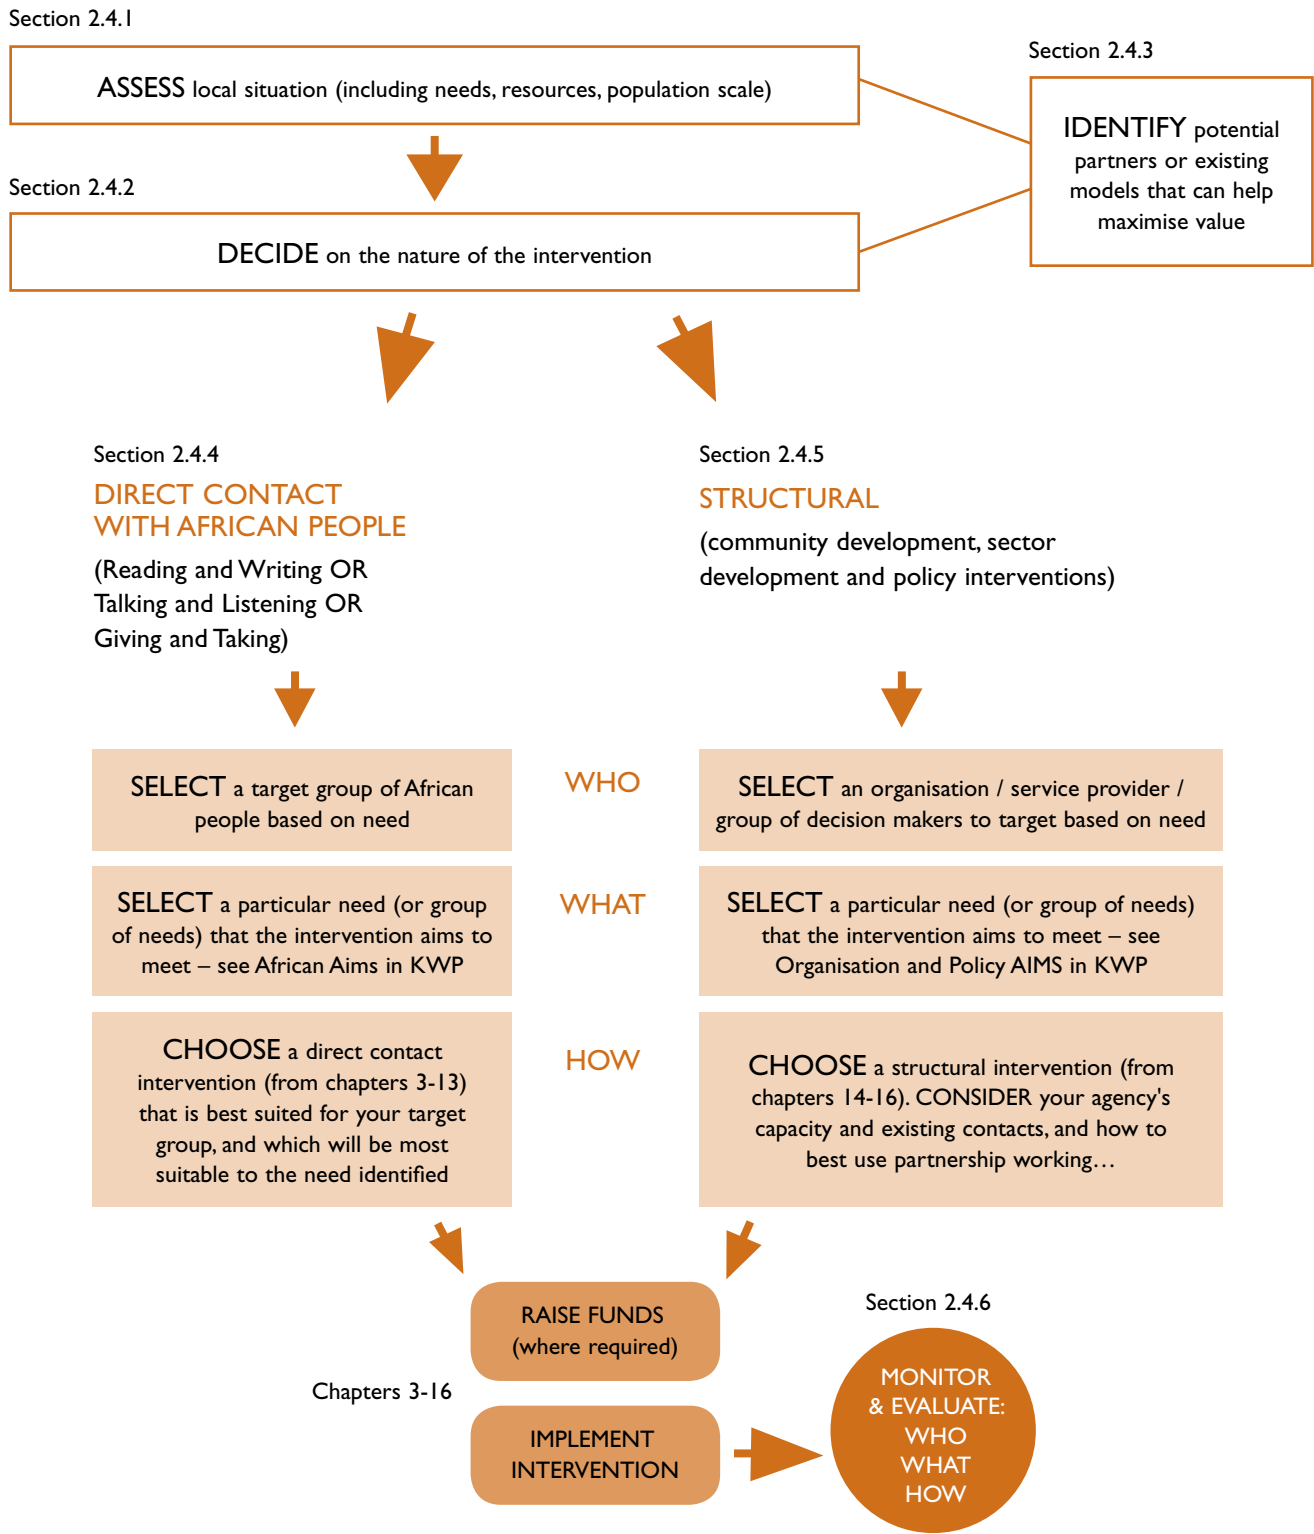 Section 2.4.1
ASSESS local situation (including needs, resources, population scale)
Section 2.4.3
IDENTIFY potential
partners or existing
models that can help
maximise value
Section 2.4.2
DECIDE on the nature of the intervention
Section 2.4.4
DIRECT CONTACT
WITH AFRICAN PEOPLE
(Reading and Writing OR
Talking and Listening OR
Giving and Taking)
Section 2.4.5
STRUCTURAL
(community development, sector
development and policy interventions)
SELECT a target group of African
people based on need
WHO
SELECT an organisation / service provider /
group of decision makers to target based on need
SELECT a particular need (or group
of needs) that the intervention aims to
meet – see African Aims in KWP
WHAT
SELECT a particular need (or group of needs)
that the intervention aims to meet – see
Organisation and Policy AIMS in KWP
CHOOSE a direct contact
intervention (from chapters 3-13)
that is best suited for your target
group, and which will be most
suitable to the need identified
HOW
CHOOSE a structural intervention (from
chapters 14-16). CONSIDER your agency's
capacity and existing contacts, and how to
best use partnership working…
RAISE FUNDS
(where required)
Chapters 3-16
IMPLEMENT
INTERVENTION
Section 2.4.6
MONITOR
& EVALUATE:
WHO
WHAT
HOW